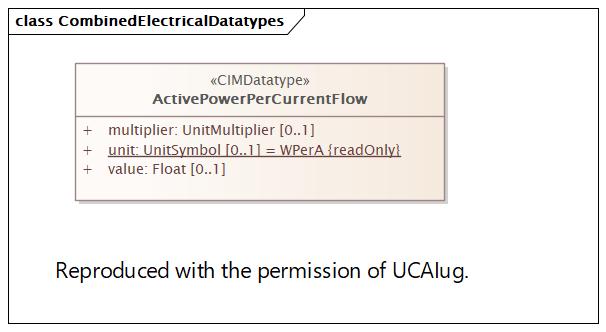 class CombinedElectricalDatatypes
«CIMDatatype»
ActivePowerPerCurrentFlow
+ multiplier: UnitMultiplier [0..1]
+ unit: UnitSymbol [0..1] = WPerA {readOnly}
+ value: Float [0..1]
Reproduced with the permission of UCAIug.